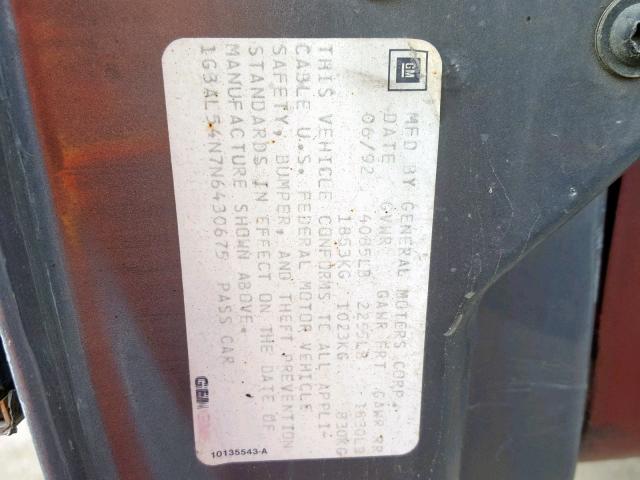 GM
MFD BY GENERAL MOTORS CORP.
DATE GVWR GAWR FRT GAWR RR
06/92 4085LB 2255LB 1830LB
1853KG 1023KG 830KG
THIS VEHICLE CONFORMS TO ALL APPLI-
CABLE U.S. FEDERAL MOTOR VEHICLE
SAFETY, BUMPER, AND THEFT PREVENTION
STANDARDS IN EFFECT ON THE DATE OF
MANUFACTURE SHOWN ABOVE.
1G3AL54N7N6430675 PASS CAR
10135543-A